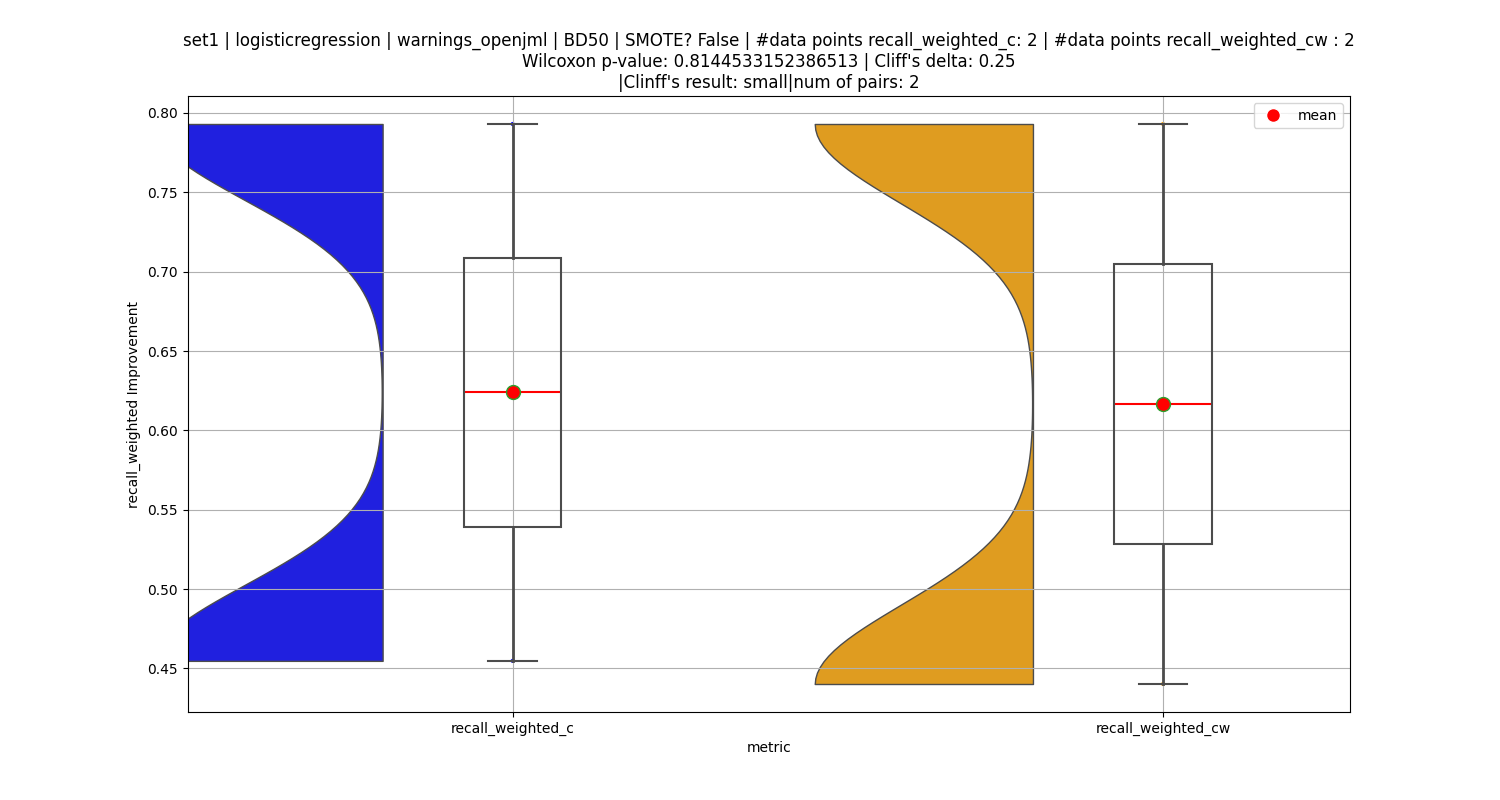 set1 | logisticregression | warnings_openjml | BD50 | SMOTE? False | #data points recall_weighted_c: 2 | #data points recall_weighted_cw : 2
Wilcoxon p-value: 0.8144533152386513 | Cliff's delta: 0.25
|Clinff's result: small|num of pairs: 2
mean
0.80
0.75
0.70
0.65
0.60
0.55
0.50
0.45
recall_weighted Improvement
recall_weighted_c
recall_weighted_cw
metric